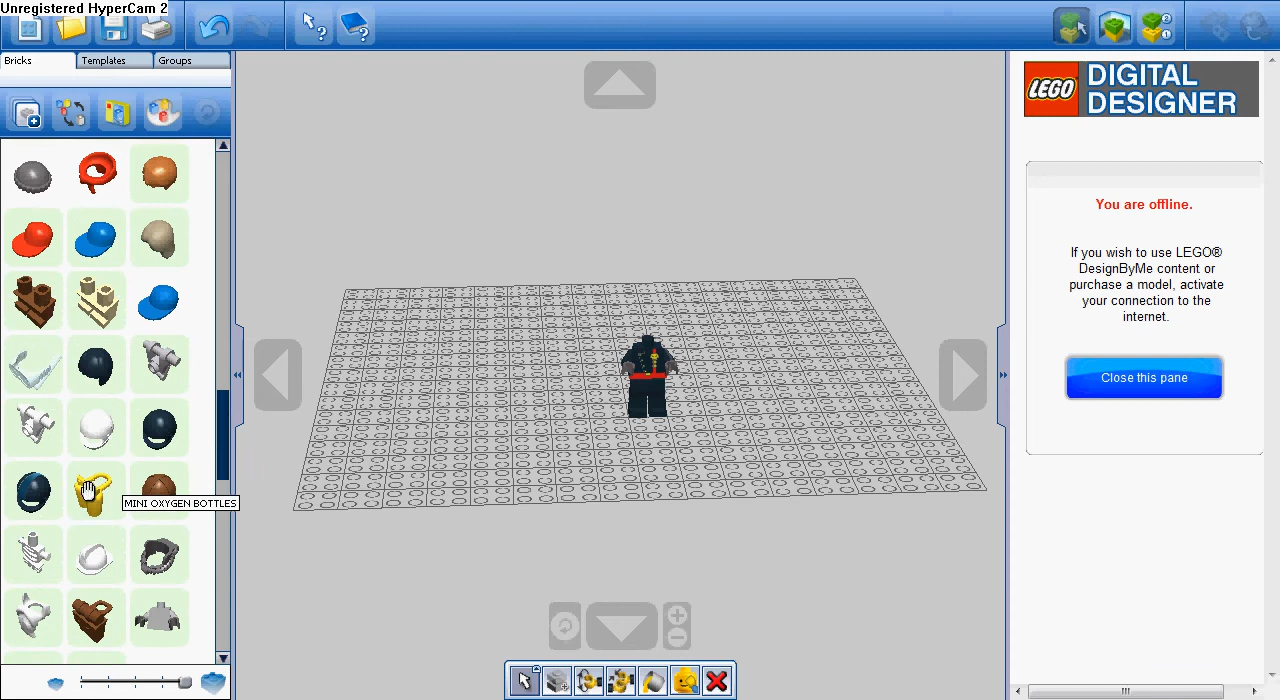 Unregistered HyperCam 2
Bricks
Templates
Groups
MINI OXYGEN BOTTLES
LEGO
DIGITAL
DESIGNER
You are offline.
If you wish to use LEGO®
DesignByMe content or
purchase a model, activate
your connection to the
internet.
Close this pane